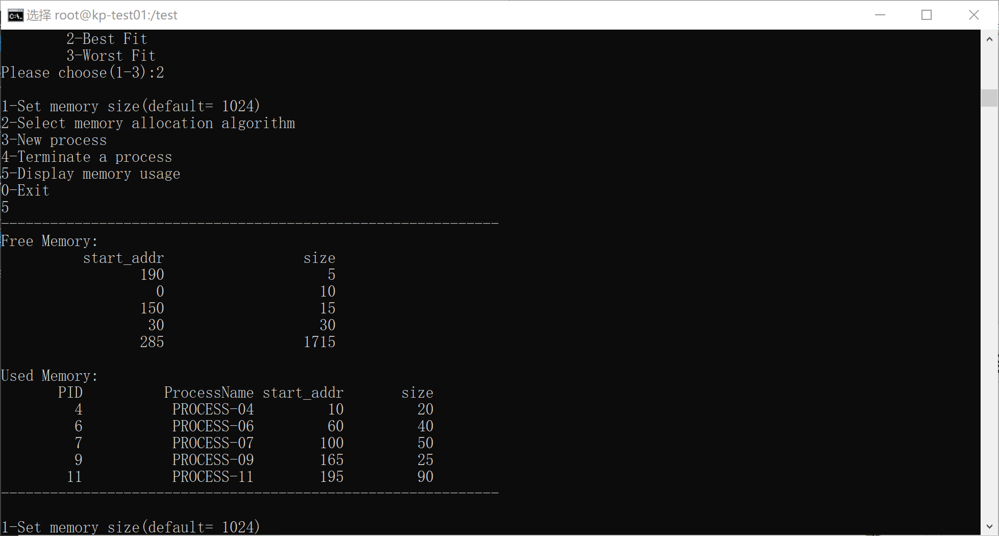 选择 root@kp-test01:/test
2-Best Fit
3-Worst Fit
Please choose(1-3):2
1-Set memory size(default= 1024)
2-Select memory allocation algorithm
3-New process
4-Terminate a process
5-Display memory usage
0-Exit
5
-------------------------------------------------------------
Free Memory:
start_addr size
190 5
0 10
150 15
30 30
285 1715
Used Memory:
PID ProcessName start_addr size
4 PROCESS-04 10 20
6 PROCESS-06 60 40
7 PROCESS-07 100 50
9 PROCESS-09 165 25
11 PROCESS-11 195 90
-------------------------------------------------------------
1-Set memory size(default= 1024)